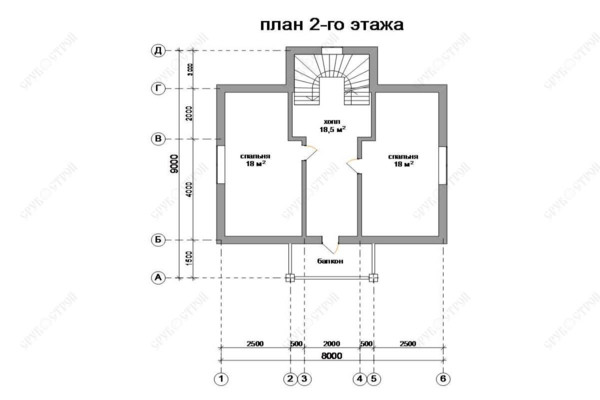 план 2-го этажа
Д
Г
В
Б
А
2000
4000
1500
9000
холл
18,5 м²
спальня
18 м²
спальня
18 м²
балкон
2500 500 2000 500 2500
8000
1 2 3 4 5 6